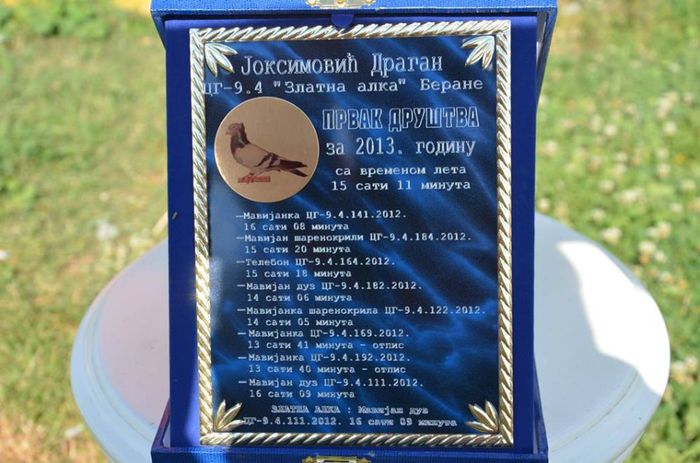 Јоксимовић Драган
ЦГ-9.4 "Златна алка" Беране
ПРВАК ДРУШТВА
за 2013. годину
са временом лета
15 сати 11 минута
—Мавијанка ЦГ-9.4.141.2012.
16 сати 08 минута
—Мавијан шаренокрили ЦГ-9.4.184.2012.
15 сати 20 минута
—Телебон ЦГ-9.4.164.2012.
15 сати 18 минута
—Мавијан дуз ЦГ-9.4.182.2012.
14 сати 06 минута
—Мавијанка шаренокрила ЦГ-9.4.122.2012.
14 сати 05 минута
—Мавијанка ЦГ-9.4.169.2012.
13 сати 41 минута - отпис
—Мавијанка ЦГ-9.4.192.2012.
13 сати 40 минута - отпис
—Мавијан дуз ЦГ-9.4.111.2012.
16 сати 09 минута
ЗЛАТНА АЛКА : Мавијан дуз
ЦГ-9.4.111.2012. 16 сати 09 минута